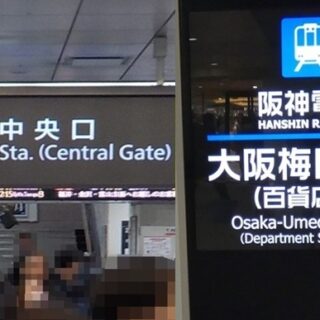 中央口
Sta. (Central Gate)
阪神電
HANSHIN R
大阪梅田
(百貨店
Osaka-Ume
(Department S